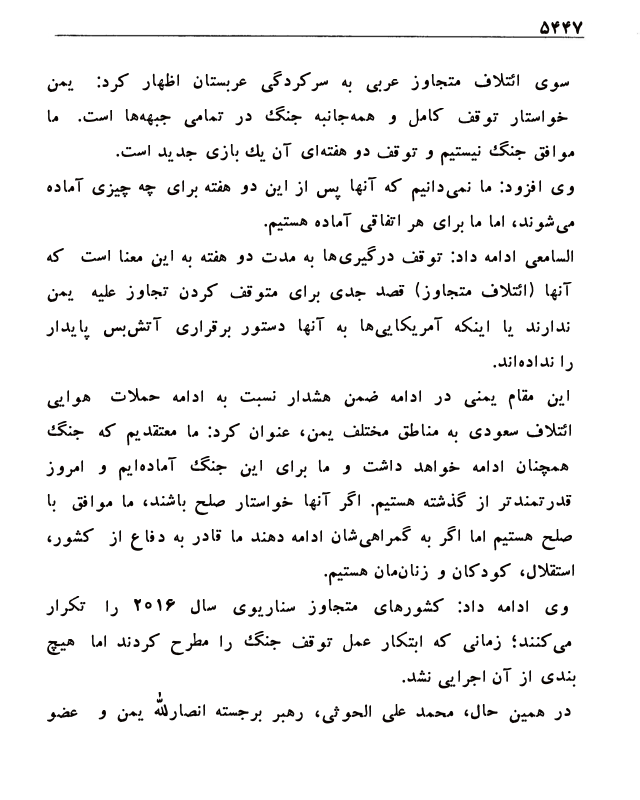 ۵۴۴۷
سوی ائتلاف متجاوز عربی به سرکردگی عربستان اظهار کرد: یمن
خواستار توقف کامل و همه‌جانبه جنگ در تمامی جبهه‌ها است. ما
موافق جنگ نیستیم و توقف دو هفته‌ای آن یك بازی جدید است.
وی افزود: ما نمی‌دانیم که آنها پس از این دو هفته برای چه چیزی آماده
می‌شوند، اما ما برای هر اتفاقی آماده هستیم.
السامعی ادامه داد: توقف درگیری‌ها به مدت دو هفته به این معنا است که
آنها (ائتلاف متجاوز) قصد جدی برای متوقف کردن تجاوز علیه یمن
ندارند یا اینکه آمریکایی‌ها به آنها دستور برقراری آتش‌بس پایدار
را نداده‌اند.
این مقام یمنی در ادامه ضمن هشدار نسبت به ادامه حملات هوایی
ائتلاف سعودی به مناطق مختلف یمن، عنوان کرد: ما معتقدیم که جنگ
همچنان ادامه خواهد داشت و ما برای این جنگ آماده‌ایم و امروز
قدرتمندتر از گذشته هستیم. اگر آنها خواستار صلح باشند، ما موافق با
صلح هستیم اما اگر به گمراهی‌شان ادامه دهند ما قادر به دفاع از کشور،
استقلال، کودکان و زنان‌مان هستیم.
وی ادامه داد: کشورهای متجاوز سناریوی سال ۲۰۱۶ را تکرار
می‌کنند؛ زمانی که ابتکار عمل توقف جنگ را مطرح کردند اما هیچ
بندی از آن اجرایی نشد.
در همین حال، محمد علی الحوثی، رهبر برجسته انصارالله یمن و عضو